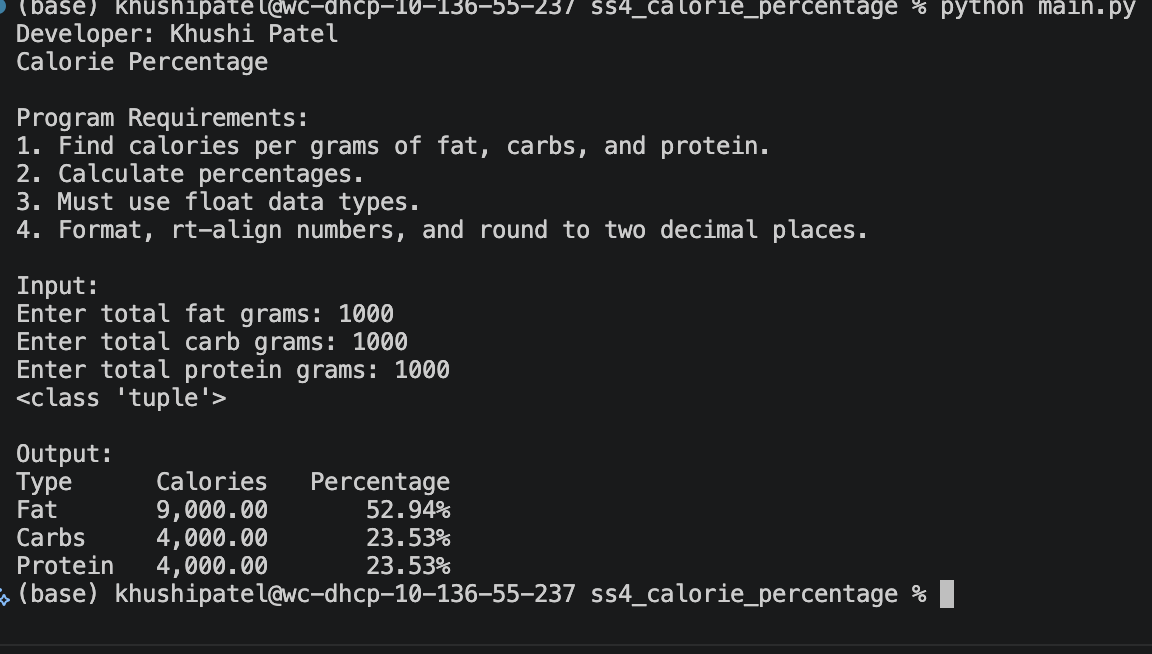 (base) khushipatel@wc-dhcp-10-136-55-237 ss4_calorie_percentage % python main.py
Developer: Khushi Patel
Calorie Percentage
Program Requirements:
1. Find calories per grams of fat, carbs, and protein.
2. Calculate percentages.
3. Must use float data types.
4. Format, rt-align numbers, and round to two decimal places.
Input:
Enter total fat grams: 1000
Enter total carb grams: 1000
Enter total protein grams: 1000
<class 'tuple'>
Output:
Type      Calories   Percentage
Fat       9,000.00       52.94%
Carbs     4,000.00       23.53%
Protein   4,000.00       23.53%
(base) khushipatel@wc-dhcp-10-136-55-237 ss4_calorie_percentage %